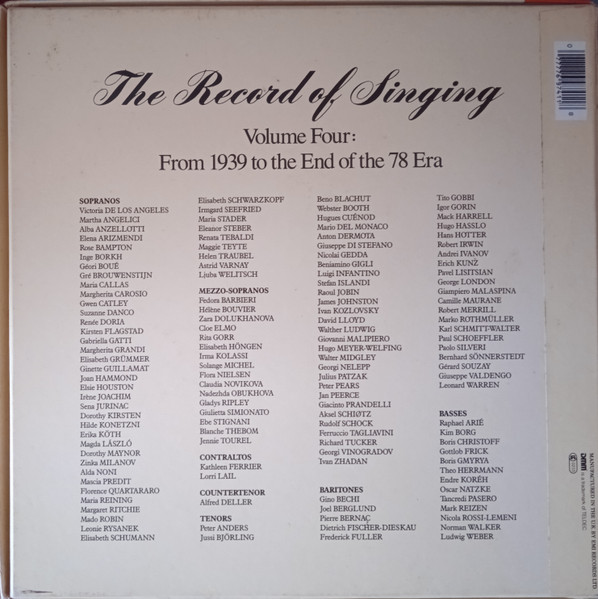 The Record of Singing
Volume Four:
From 1939 to the End of the 78 Era
SOPRANOS
Victoria DE LOS ANGELES
Martha ANGELICI
Alba ANZELLOTTI
Elena ARIZMENDI
Rose BAMPTON
Inge BORKH
Géori BOUÉ
Gré BROUWENSTIJN
Maria CALLAS
Margherita CAROSIO
Gwen CATLEY
Suzanne DANCO
Renée DORIA
Kirsten FLAGSTAD
Gabriella GATTI
Margherita GRANDI
Elisabeth GRÜMMER
Ginette GUILLAMAT
Joan HAMMOND
Elsie HOUSTON
Irène JOACHIM
Sena JURINAC
Dorothy KIRSTEN
Hilde KONETZNI
Erika KÖTH
Magda LÁSZLÓ
Dorothy MAYNOR
Zinka MILANOV
Alda NONI
Mascia PREDIT
Florence QUARTARARO
Maria REINING
Margaret RITCHIE
Mado ROBIN
Leonie RYSANEK
Elisabeth SCHUMANN
Elisabeth SCHWARZKOPF
Irmgard SEEFRIED
Maria STADER
Eleanor STEBER
Renata TEBALDI
Maggie TEYTE
Helen TRAUBEL
Astrid VARNAY
Ljuba WELITSCH
MEZZO-SOPRANOS
Fedora BARBIERI
Hélène BOUVIER
Zara DOLUKHANOVA
Cloe ELMO
Rita GORR
Elisabeth HÖNGEN
Irma KOLASSI
Solange MICHEL
Flora NIELSEN
Claudia NOVIKOVA
Nadezhda OBUKHOVA
Gladys RIPLEY
Giulietta SIMIONATO
Ebe STIGNANI
Blanche THEBOM
Jennie TOUREL
CONTRALTOS
Kathleen FERRIER
Lorri LAIL
COUNTERTENOR
Alfred DELLER
TENORS
Peter ANDERS
Jussi BJÖRLING
Beno BLACHUT
Webster BOOTH
Hugues CUÉNOD
Mario DEL MONACO
Anton DERMOTA
Giuseppe DI STEFANO
Nicolai GEDDA
Beniamino GIGLI
Luigi INFANTINO
Stefan ISLANDI
Raoul JOBIN
James JOHNSTON
Ivan KOZLOVSKY
David LLOYD
Walther LUDWIG
Giovanni MALIPIERO
Hugo MEYER-WELFING
Walter MIDGLEY
Georgi NELEPP
Julius PATZAK
Peter PEARS
Jan PEERCE
Giacinto PRANDELLI
Aksel SCHIØTZ
Rudolf SCHOCK
Ferruccio TAGLIAVINI
Richard TUCKER
Georgi VINOGRADOV
Ivan ZHADAN
BARITONES
Gino BECHI
Joel BERGLUND
Pierre BERNAC
Dietrich FISCHER-DIESKAU
Frederick FULLER
Tito GOBBI
Igor GORIN
Mack HARRELL
Hugo HASSLO
Hans HOTTER
Robert IRWIN
Andrei IVANOV
Erich KUNZ
Pavel LISITSIAN
George LONDON
Giampiero MALASPINA
Camille MAURANE
Robert MERRILL
Marko ROTHMÜLLER
Karl SCHMITT-WALTER
Paul SCHOEFFLER
Paolo SILVERI
Bernhard SÖNNERSTEDT
Gérard SOUZAY
Giuseppe VALDENGO
Leonard WARREN
BASSES
Raphael ARIÉ
Kim BORG
Boris CHRISTOFF
Gottlob FRICK
Boris GMYRYA
Theo HERRMANN
Endre KORÉH
Oscar NATZKE
Tancredi PASERO
Mark REIZEN
Nicola ROSSI-LEMENI
Norman WALKER
Ludwig WEBER
MANUFACTURED IN THE UK BY EMI RECORDS LTD
DMM is a trademark of TELDEC